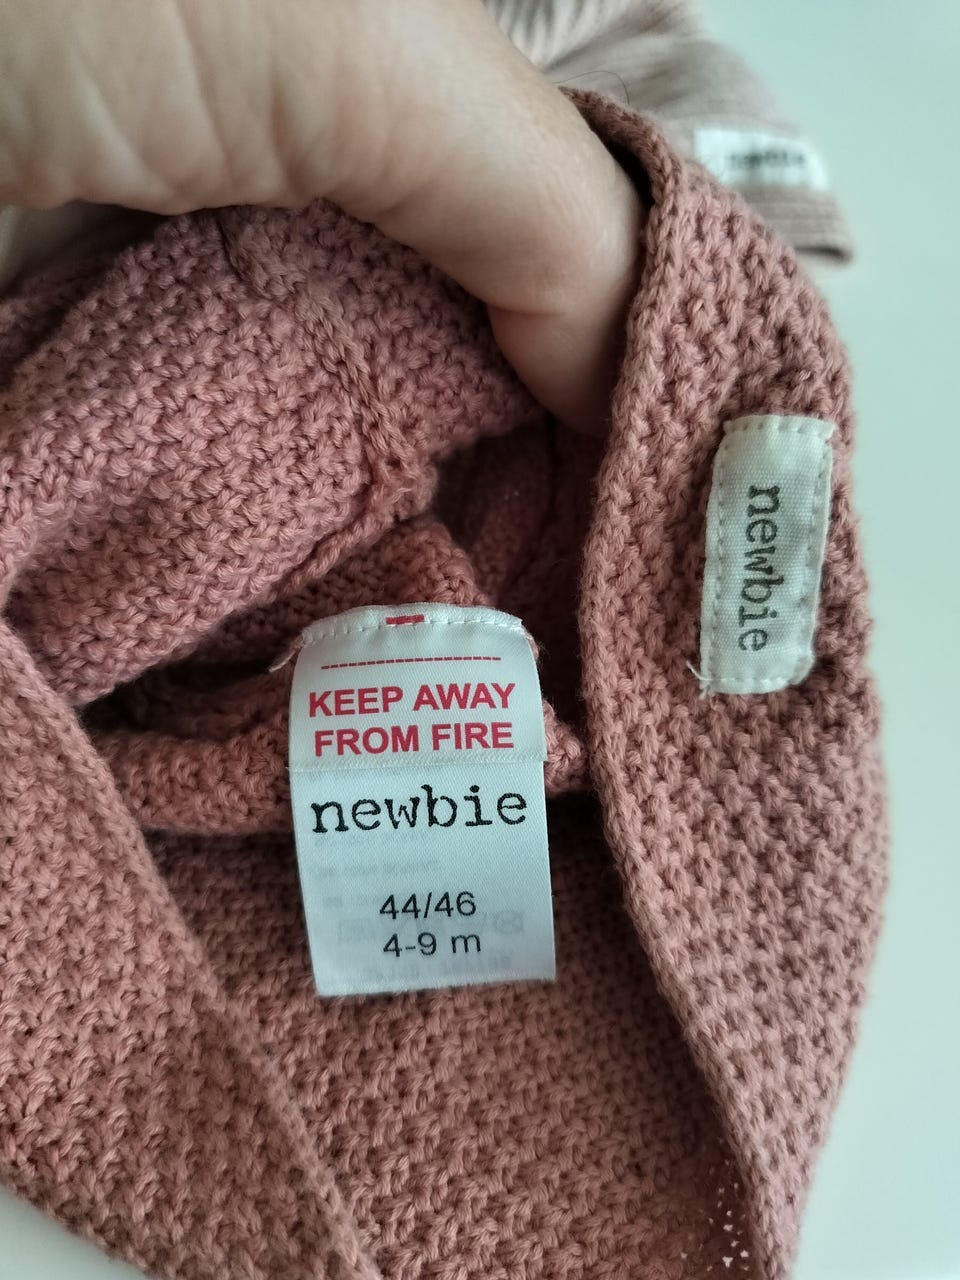 newbie
KEEP AWAY
FROM FIRE
newbie
44/46
4-9 m